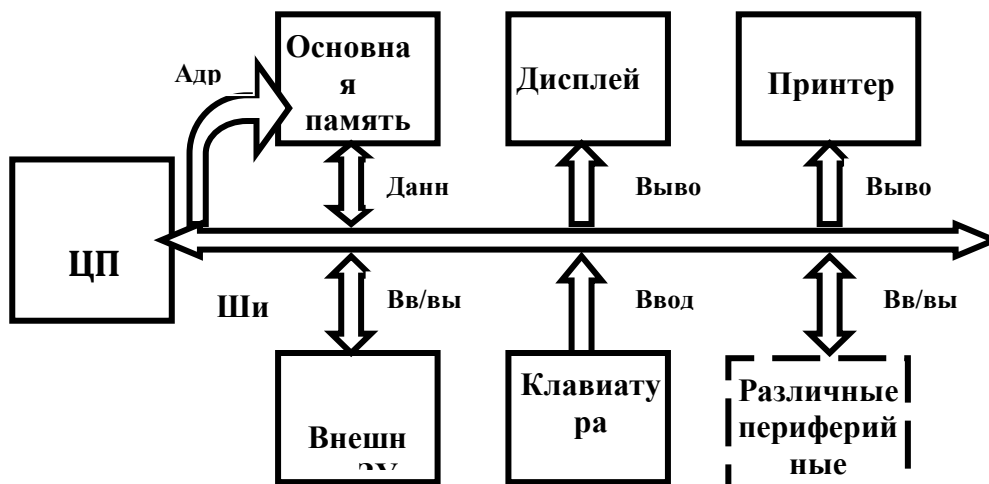 Адр
Основна
я
память
Дисплей
Принтер
Данн
Выво
Выво
ЦП
Ши
Вв/вы
Ввод
Вв/вы
Внешн
Клавиату
ра
Различные
периферий
ные